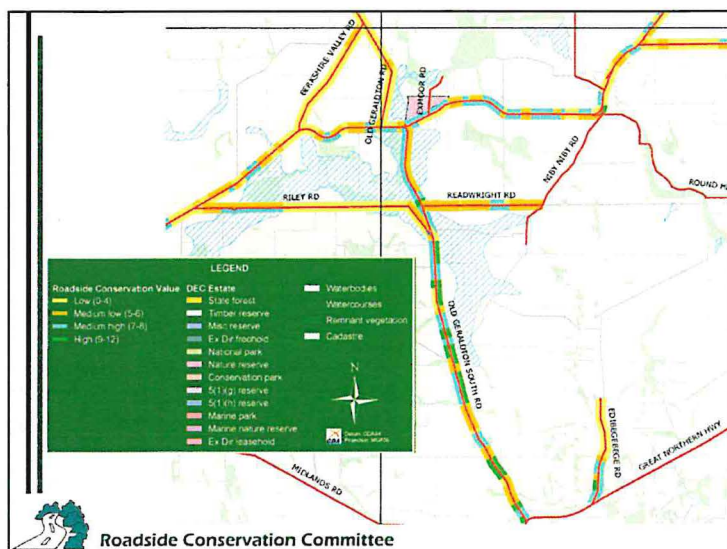 BERKSHIRE VALLEY RD
OLD GERALDTON RD
EXMOOR RD
NIBY NIBY RD
ROUND
RILEY RD
READWRIGHT RD
OLD GERALDTON SOUTH RD
EDIBEGEBEGE RD
GREAT NORTHERN HWY
MIDLANDS RD
LEGEND
Roadside Conservation Value
Low (0-4)
Medium low (5-6)
Medium high (7-8)
High (9-12)
DEC Estate
State forest
Timber reserve
Misc reserve
Ex Dir freehold
National park
Nature reserve
Conservation park
5(1)(g) reserve
5(1)(h) reserve
Marine park
Marine nature reserve
Ex Dir leasehold
Waterbodies
Watercourses
Remnant vegetation
Cadastre
N
Roadside Conservation Committee